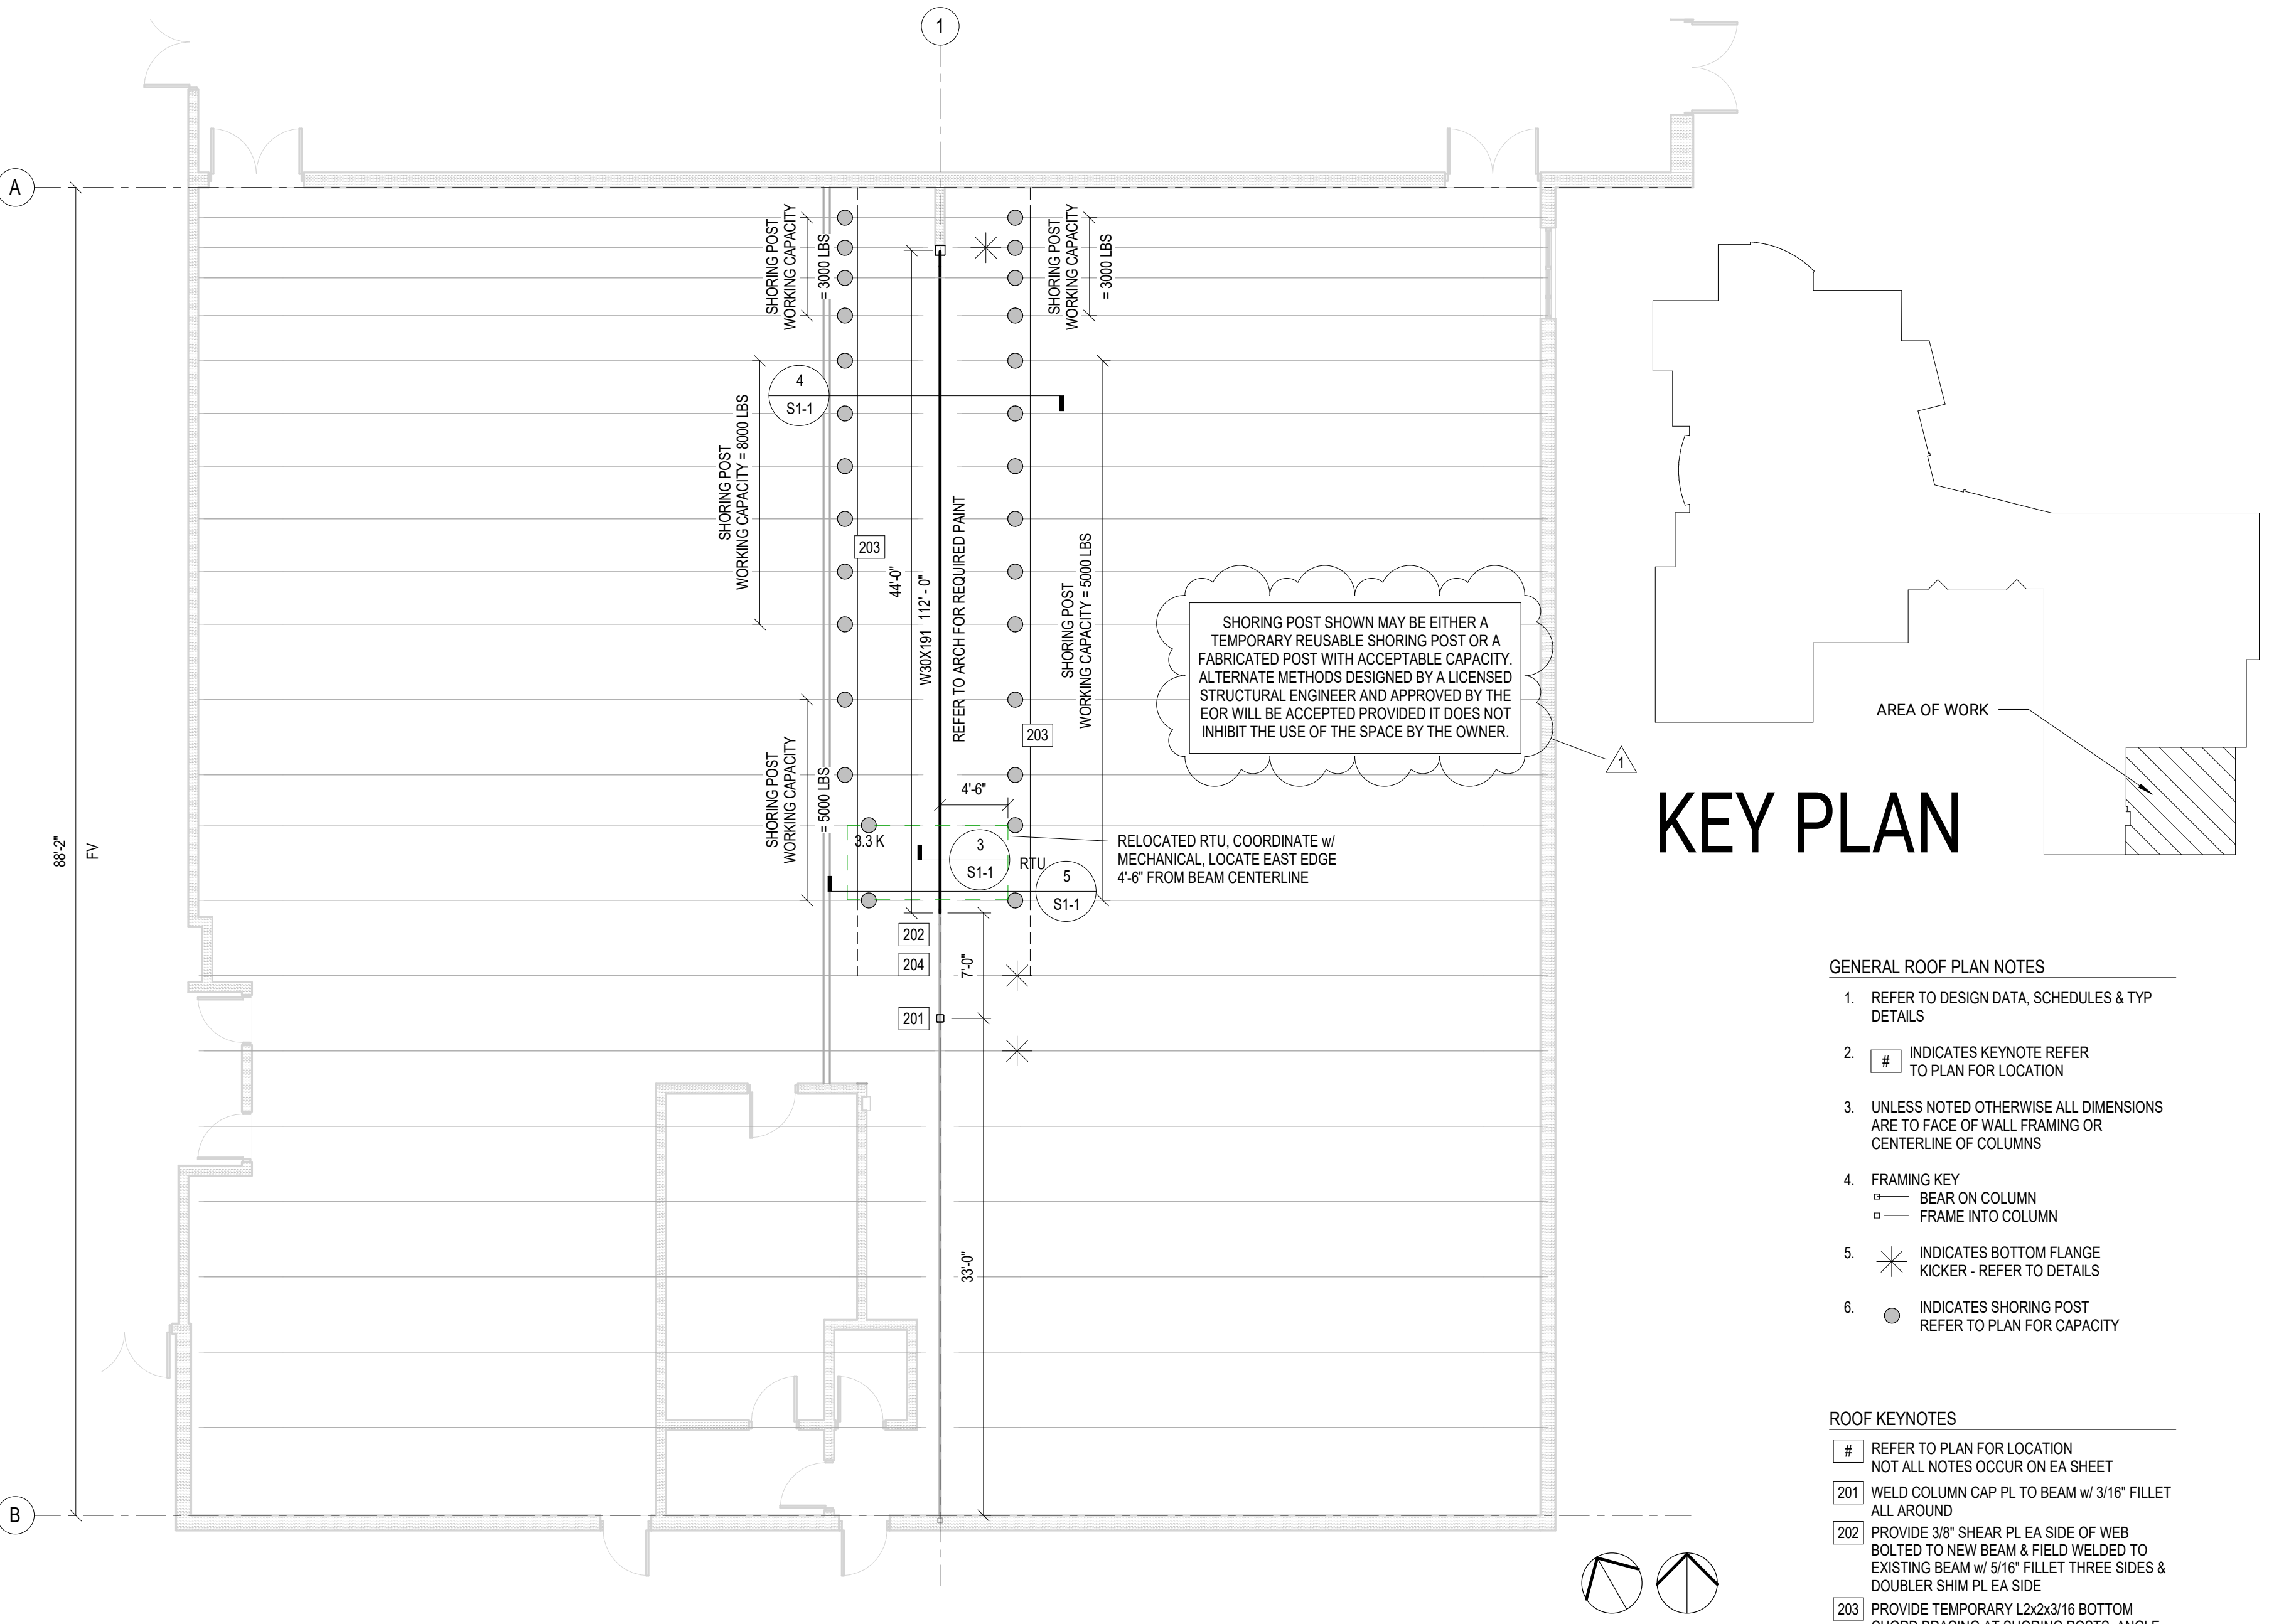 1
A
SHORING POST
WORKING CAPACITY
= 3000 LBS
SHORING POST
WORKING CAPACITY
= 3000 LBS
4
S1-1
SHORING POST
WORKING CAPACITY = 8000 LBS
203
44'-0"
W30X191 112' - 0"
REFER TO ARCH FOR REQUIRED PAINT
SHORING POST
WORKING CAPACITY = 5000 LBS
203
SHORING POST SHOWN MAY BE EITHER A
TEMPORARY REUSABLE SHORING POST OR A
FABRICATED POST WITH ACCEPTABLE CAPACITY.
ALTERNATE METHODS DESIGNED BY A LICENSED
STRUCTURAL ENGINEER AND APPROVED BY THE
EOR WILL BE ACCEPTED PROVIDED IT DOES NOT
INHIBIT THE USE OF THE SPACE BY THE OWNER.
1
AREA OF WORK
KEY PLAN
SHORING POST
WORKING CAPACITY
= 5000 LBS
4'-6"
3.3 K
3
S1-1
RTU
5
S1-1
RELOCATED RTU, COORDINATE w/
MECHANICAL, LOCATE EAST EDGE
4'-6" FROM BEAM CENTERLINE
88'-2"
FV
202
204
7'-0"
201
33'-0"
B
GENERAL ROOF PLAN NOTES
1. REFER TO DESIGN DATA, SCHEDULES & TYP
DETAILS
2. # INDICATES KEYNOTE REFER
TO PLAN FOR LOCATION
3. UNLESS NOTED OTHERWISE ALL DIMENSIONS
ARE TO FACE OF WALL FRAMING OR
CENTERLINE OF COLUMNS
4. FRAMING KEY
BEAR ON COLUMN
FRAME INTO COLUMN
5. INDICATES BOTTOM FLANGE
KICKER - REFER TO DETAILS
6. INDICATES SHORING POST
REFER TO PLAN FOR CAPACITY
ROOF KEYNOTES
# REFER TO PLAN FOR LOCATION
NOT ALL NOTES OCCUR ON EA SHEET
201 WELD COLUMN CAP PL TO BEAM w/ 3/16" FILLET
ALL AROUND
202 PROVIDE 3/8" SHEAR PL EA SIDE OF WEB
BOLTED TO NEW BEAM & FIELD WELDED TO
EXISTING BEAM w/ 5/16" FILLET THREE SIDES &
DOUBLER SHIM PL EA SIDE
203 PROVIDE TEMPORARY L2x2x3/16 BOTTOM
CHORD BRACING AT SHORING POSTS, ANGLE